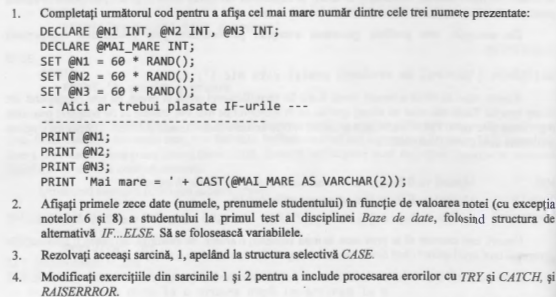 1. Completați următorul cod pentru a afișa cel mai mare număr dintre cele trei numere prezentate:
DECLARE @N1 INT, @N2 INT, @N3 INT;
DECLARE @MAI_MARE INT;
SET @N1 = 60 * RAND();
SET @N2 = 60 * RAND();
SET @N3 = 60 * RAND();
-- Aici ar trebui plasate IF-urile ---
------------------------------------
PRINT @N1;
PRINT @N2;
PRINT @N3;
PRINT 'Mai mare = ' + CAST(@MAI_MARE AS VARCHAR(2));
2. Afișați primele zece date (numele, prenumele studentului) în funcție de valoarea notei (cu excepția
notelor 6 și 8) a studentului la primul test al disciplinei Baze de date, folosind structura de
alternativă IF...ELSE. Să se folosească variabilele.
3. Rezolvați aceeași sarcină, 1, apelând la structura selectivă CASE.
4. Modificați exercițiile din sarcinile 1 și 2 pentru a include procesarea erorilor cu TRY și CATCH, și
RAISERRROR.